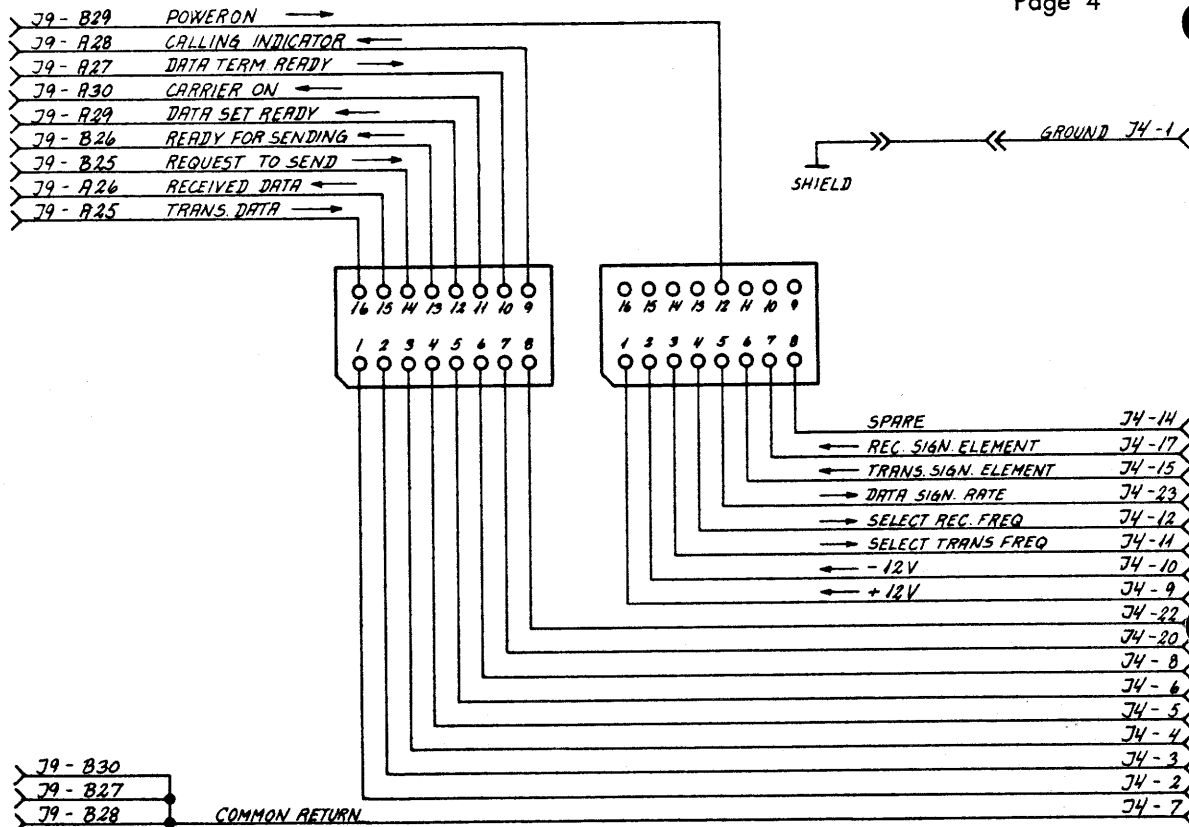 Page 4
J9 - B29 POWERON
J9 - A28 CALLING INDICATOR
J9 - A27 DATA TERM. READY
J9 - A30 CARRIER ON
J9 - A29 DATA SET READY
J9 - B26 READY FOR SENDING
J9 - B25 REQUEST TO SEND
J9 - A26 RECEIVED DATA
J9 - A25 TRANS. DATA
GROUND J4 - 1
SHIELD
16 15 14 13 12 11 10 9
1 2 3 4 5 6 7 8
16 15 14 13 12 11 10 9
1 2 3 4 5 6 7 8
SPARE J4 - 14
REC. SIGN. ELEMENT J4 - 17
TRANS. SIGN. ELEMENT J4 - 15
DATA SIGN. RATE J4 - 23
SELECT REC. FREQ J4 - 12
SELECT TRANS FREQ J4 - 11
- 12V J4 - 10
+ 12V J4 - 9
J4 - 22
J4 - 20
J4 - 8
J4 - 6
J4 - 5
J4 - 4
J4 - 3
J4 - 2
J9 - B30
J9 - B27
J9 - B28 COMMON RETURN J4 - 7